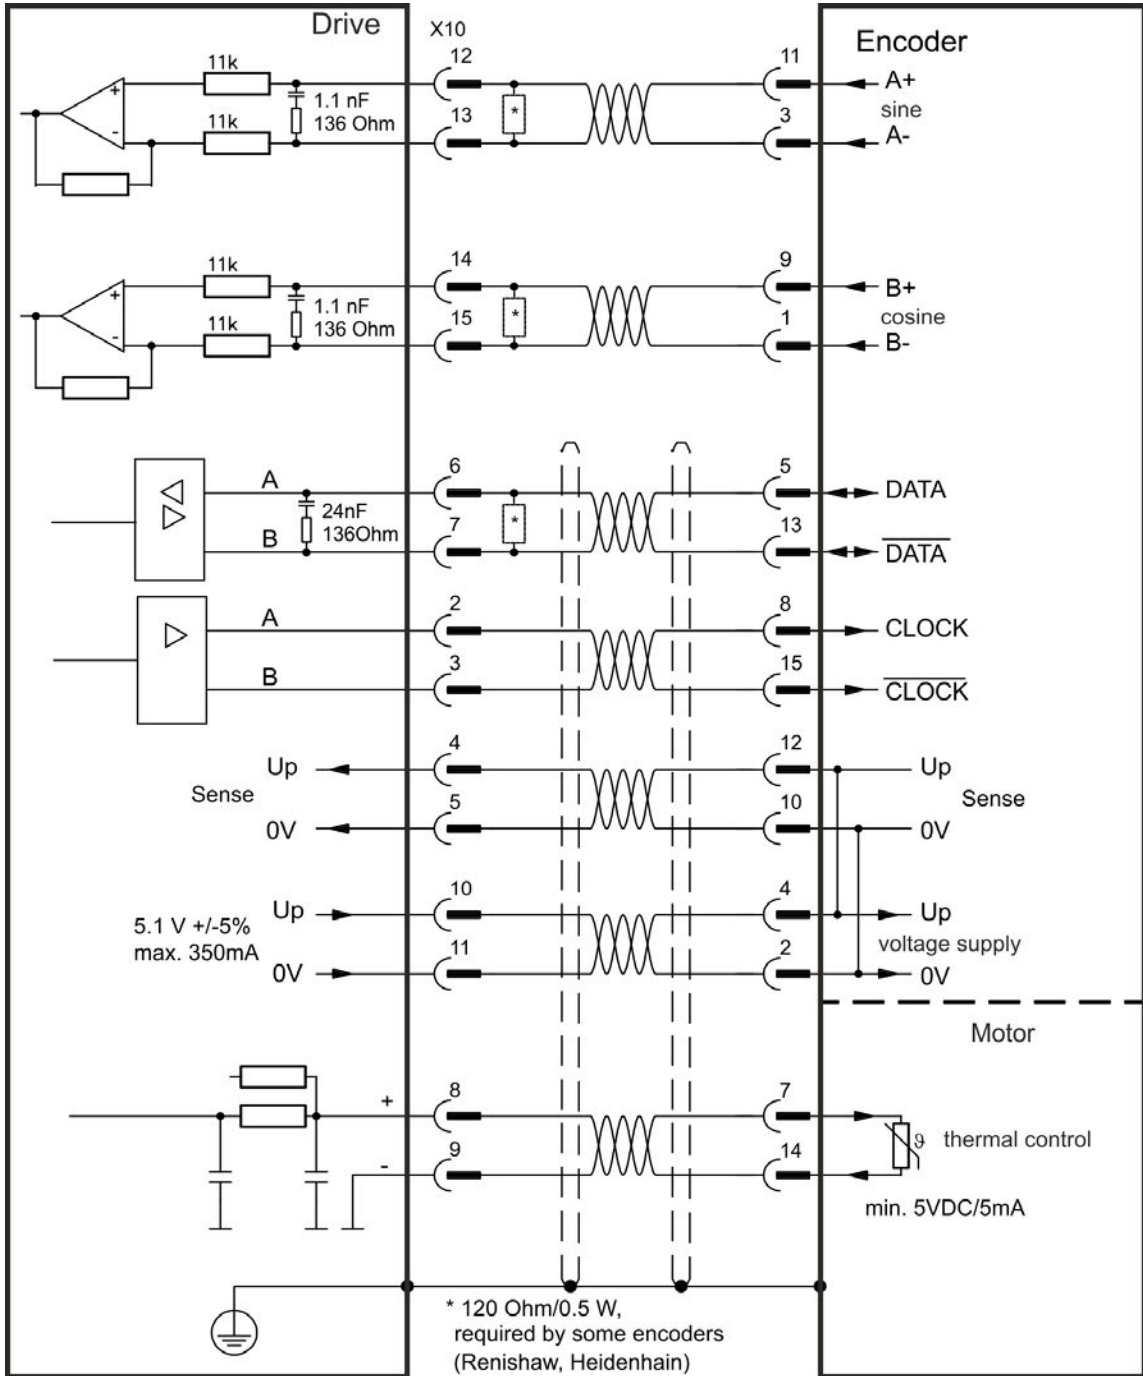 Drive
X10
Encoder
11k
12
11
A+
1.1 nF
136 Ohm
*
sine
11k
13
3
A-
+
-
11k
14
9
B+
1.1 nF
136 Ohm
*
cosine
11k
15
1
B-
+
-
A
6
5
DATA
24nF
136Ohm
*
B
7
13
DATA
A
2
8
CLOCK
B
3
15
CLOCK
Up
4
12
Up
Sense
Sense
0V
5
10
0V
5.1 V +/-5%
max. 350mA
Up
10
4
Up
voltage supply
0V
11
2
0V
Motor
+
8
7
ϑ thermal control
-
9
14
min. 5VDC/5mA
* 120 Ohm/0.5 W,
required by some encoders
(Renishaw, Heidenhain)